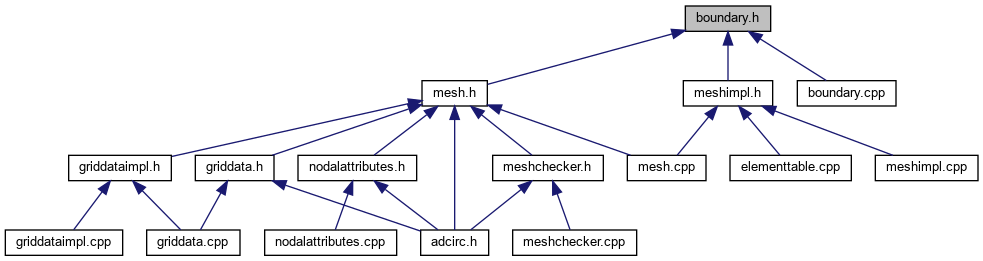 boundary.h
mesh.h
meshimpl.h
boundary.cpp
griddataimpl.h
griddata.h
nodalattributes.h
meshchecker.h
mesh.cpp
elementtable.cpp
meshimpl.cpp
griddataimpl.cpp
griddata.cpp
nodalattributes.cpp
adcirc.h
meshchecker.cpp